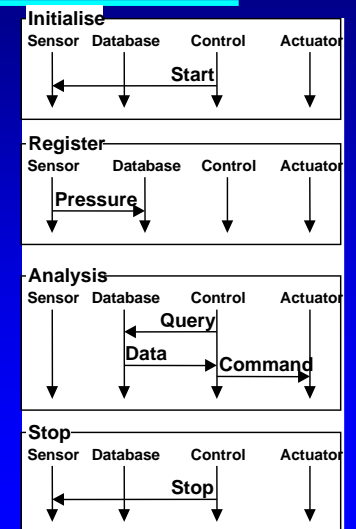 Initialise
Sensor Database Control Actuator
Start
Register
Sensor Database Control Actuator
Pressure
Analysis
Sensor Database Control Actuator
Query
Data
Command
Stop
Sensor Database Control Actuator
Stop